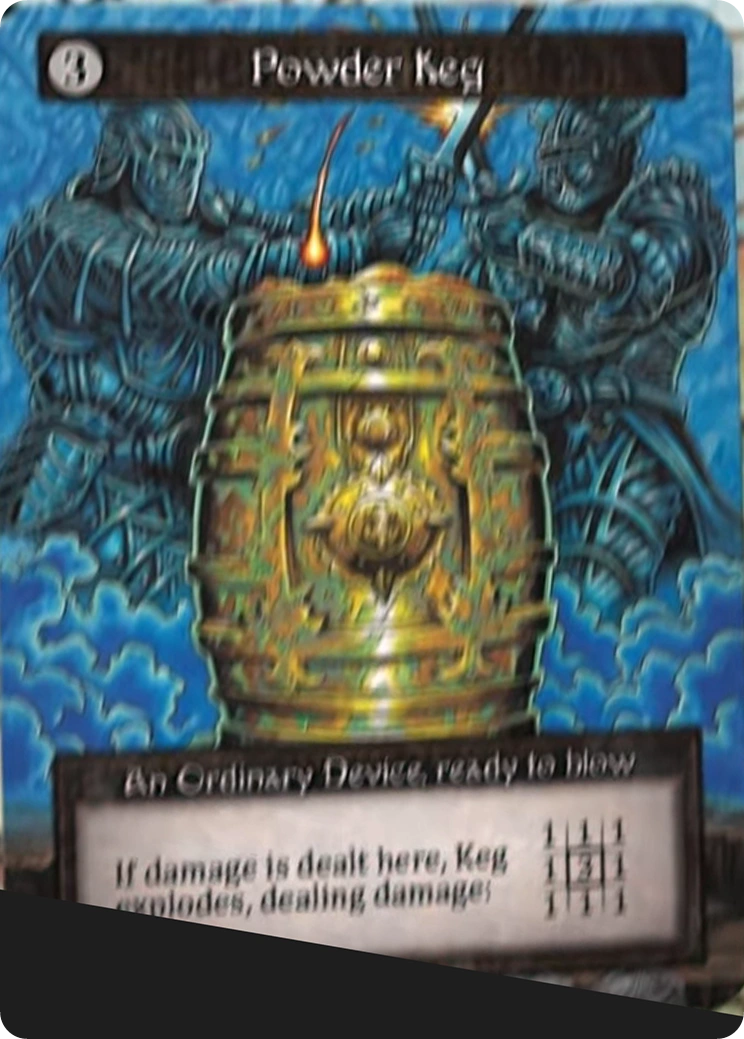 3
Powder Keg
An Ordinary Device, ready to blow
If damage is dealt here, Keg
explodes, dealing damage:
1 1 1
1 3 1
1 1 1